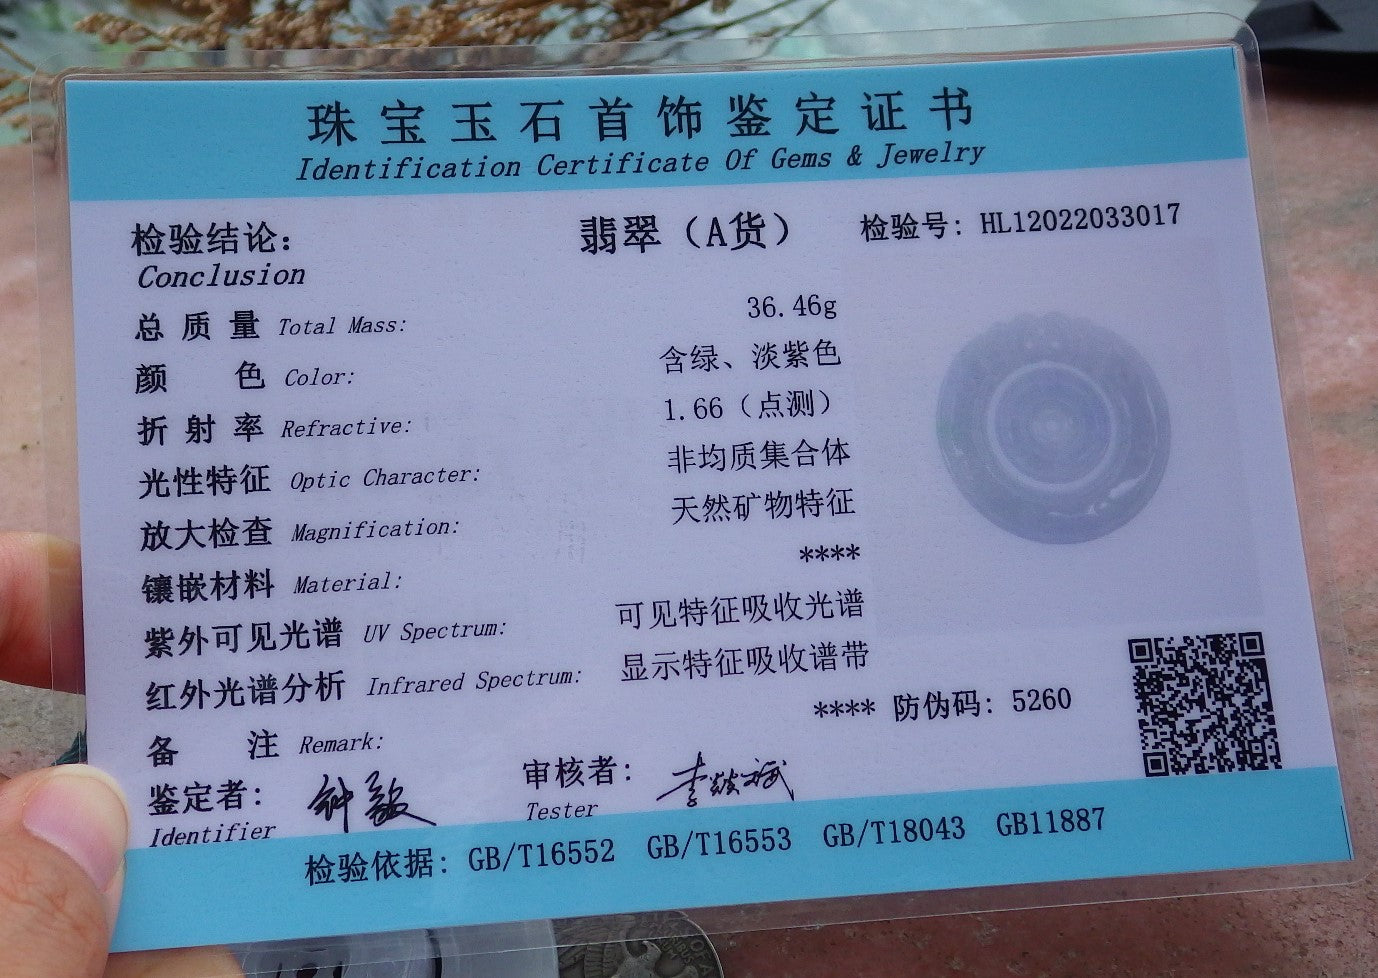 珠宝玉石首饰鉴定证书
Identification Certificate Of Gems & Jewelry
检验结论： 翡翠（A货） 检验号：HL12022033017
Conclusion
总质量 Total Mass: 36.46g
颜色 Color: 含绿、淡紫色
折射率 Refractive: 1.66（点测）
光性特征 Optic Character: 非均质集合体
放大检查 Magnification: 天然矿物特征
镶嵌材料 Material: ****
紫外可见光谱 UV Spectrum: 可见特征吸收光谱
红外光谱分析 Infrared Spectrum: 显示特征吸收谱带
备注 Remark: **** 防伪码：5260
鉴定者： 审核者：
Identifier Tester
检验依据：GB/T16552 GB/T16553 GB/T18043 GB11887